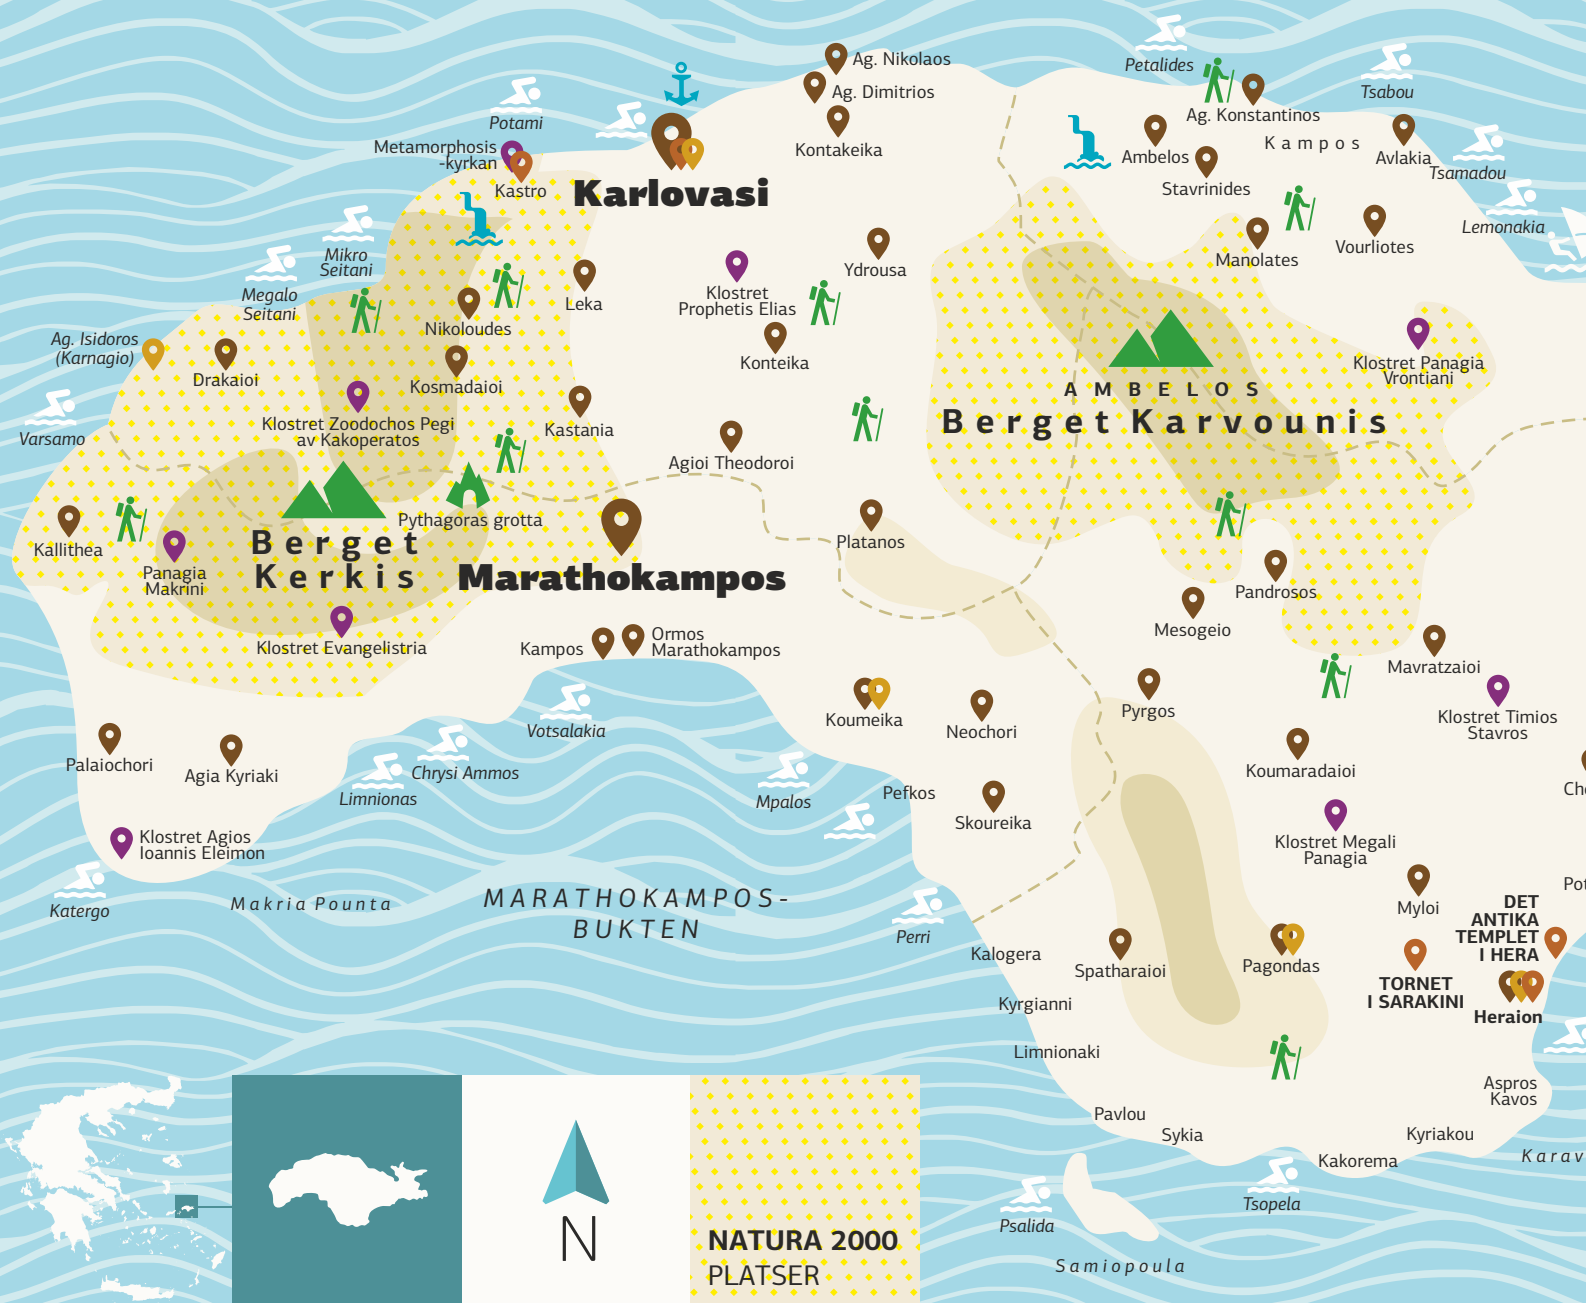 Ag. Nikolaos
Ag. Dimitrios
Kontakeika
Petalides
Tsabou
Ag. Konstantinos
Kampos
Ambelos
Stavrinides
Avlakia
Tsamadou
Lemonakia
Vourliotes
Manolates
Potami
Metamorphosis
-kyrkan
Kastro
Karlovasi
Mikro
Seitani
Megalo
Seitani
Leka
Nikoloudes
Klostret
Prophetis Elias
Ydrousa
Konteika
Ag. Isidoros
(Karnagio)
Drakaioi
Kosmadaioi
Klostret Zoodochos Pegi
av Kakoperatos
Kastania
Agioi Theodoroi
Varsamo
AMBELOS
Berget Karvounis
Klostret Panagia
Vrontiani
Kallithea
Panagia
Makrini
Berget
Kerkis
Pythagoras grotta
Marathokampos
Klostret Evangelistria
Platanos
Pandrosos
Mesogeio
Mavratzaioi
Kampos
Ormos
Marathokampos
Koumeika
Neochori
Pyrgos
Klostret Timios
Stavros
Palaiochori
Agia Kyriaki
Votsalakia
Chrysi Ammos
Limnionas
Mpalos
Pefkos
Skoureika
Koumaradaioi
Ch
Klostret Agios
Ioannis Eleimon
Katergo
Makria Pounta
MARATHOKAMPOS-
BUKTEN
Perri
Klostret Megali
Panagia
Myloi
Pot
DET
ANTIKA
TEMPLET
I HERA
Kalogera
Spatharaioi
Pagondas
TORNET
I SARAKINI
Heraion
Kyrgianni
Limnionaki
Aspros
Kavos
Pavlou
Sykia
Kyriakou
Kakorema
Karav
Psalida
Tsopela
Samiopoula
N
NATURA 2000
PLATSER